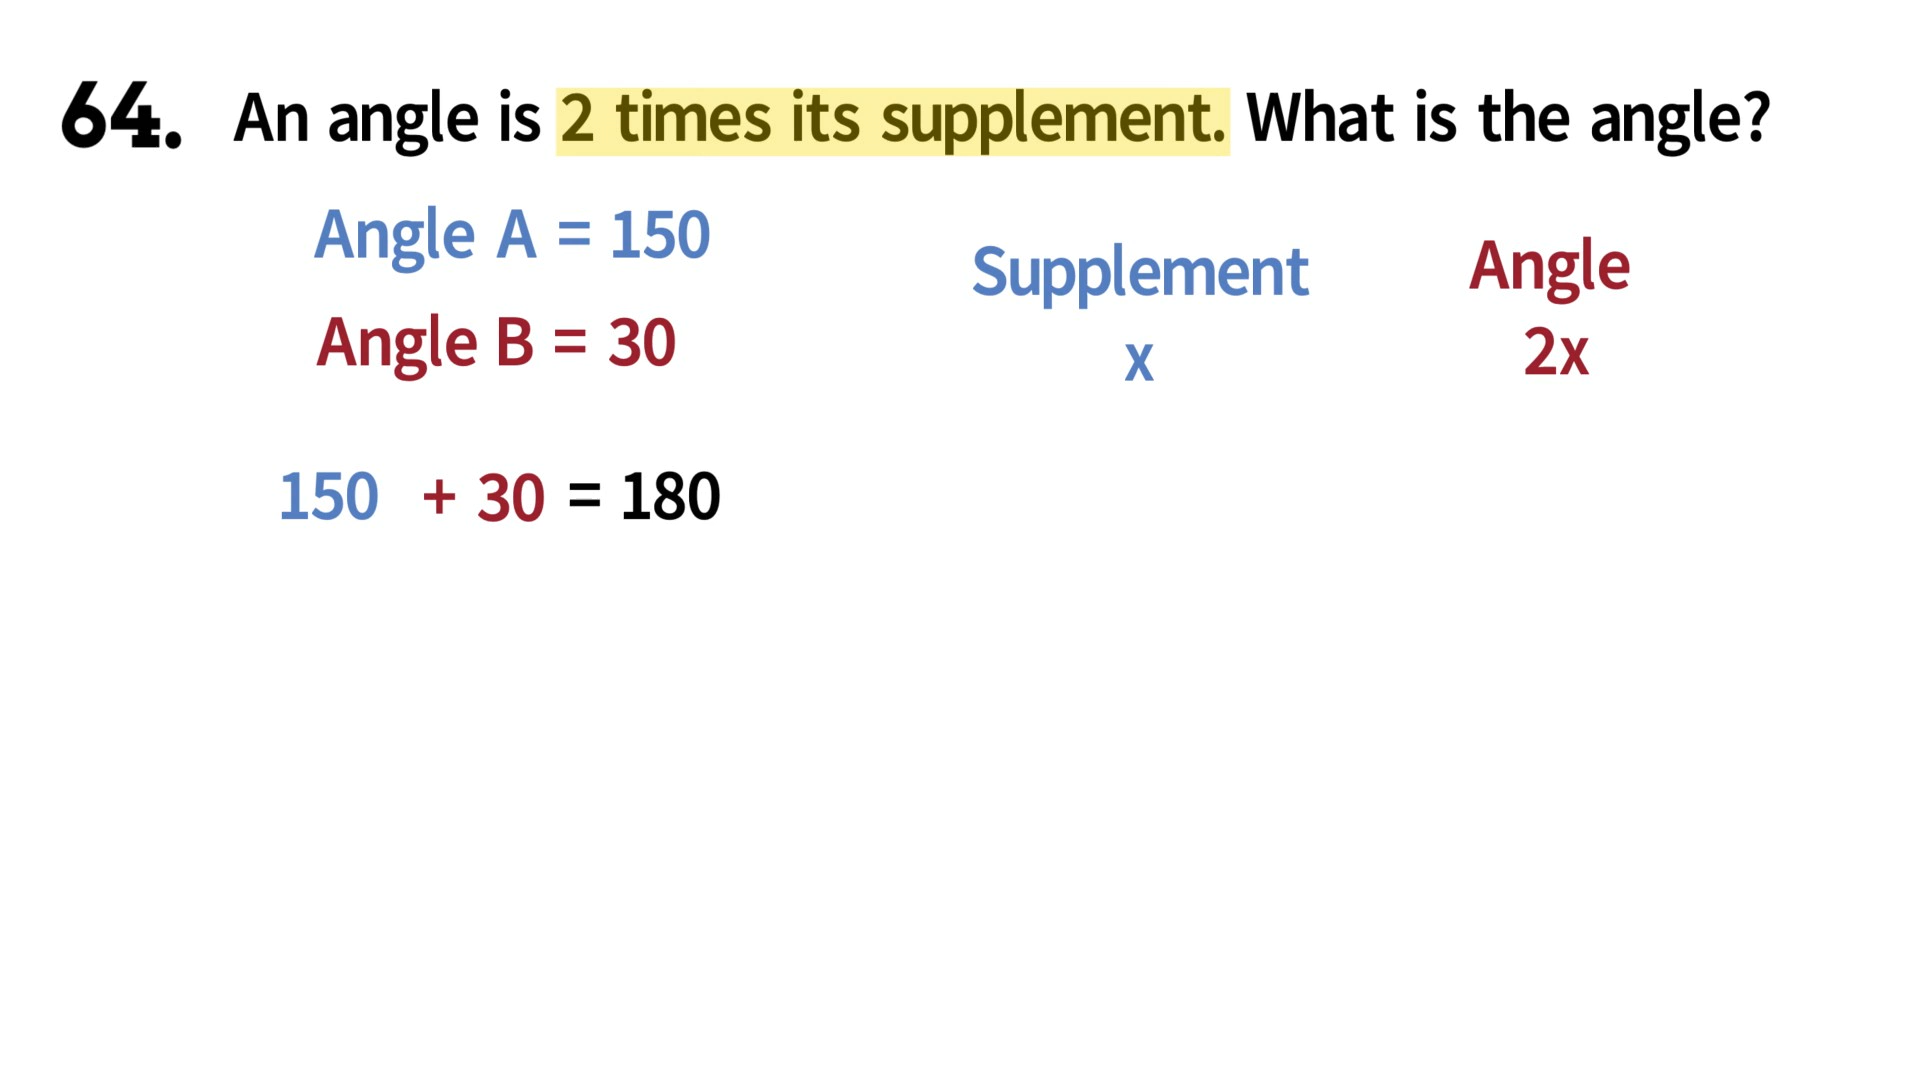 64. An angle is 2 times its supplement. What is the angle?
Angle A = 150
Angle B = 30
150 + 30 = 180
Supplement
x
Angle
2x